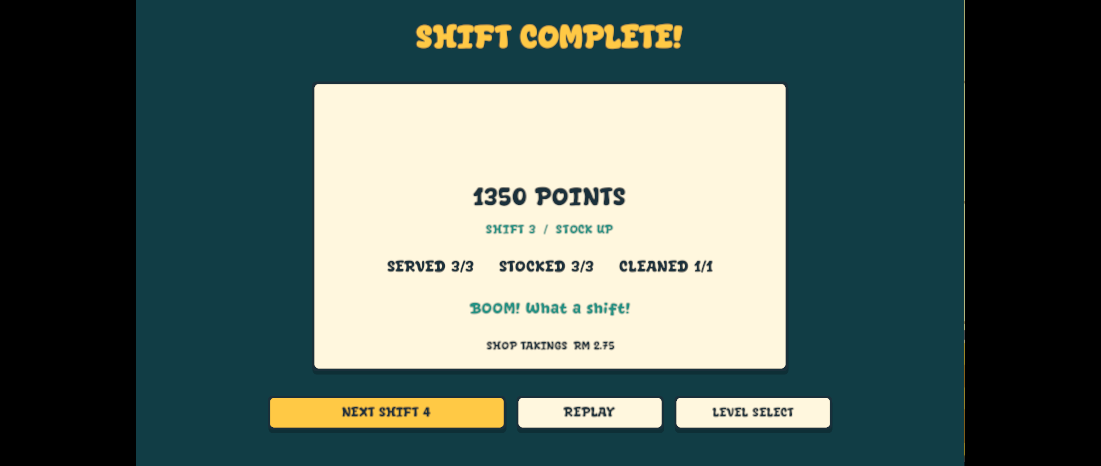 SHIFT COMPLETE!
1350 POINTS
SHIFT 3 / STOCK UP
SERVED 3/3 STOCKED 3/3 CLEANED 1/1
BOOM! What a shift!
SHOP TAKINGS RM 2.75
NEXT SHIFT 4 REPLAY LEVEL SELECT